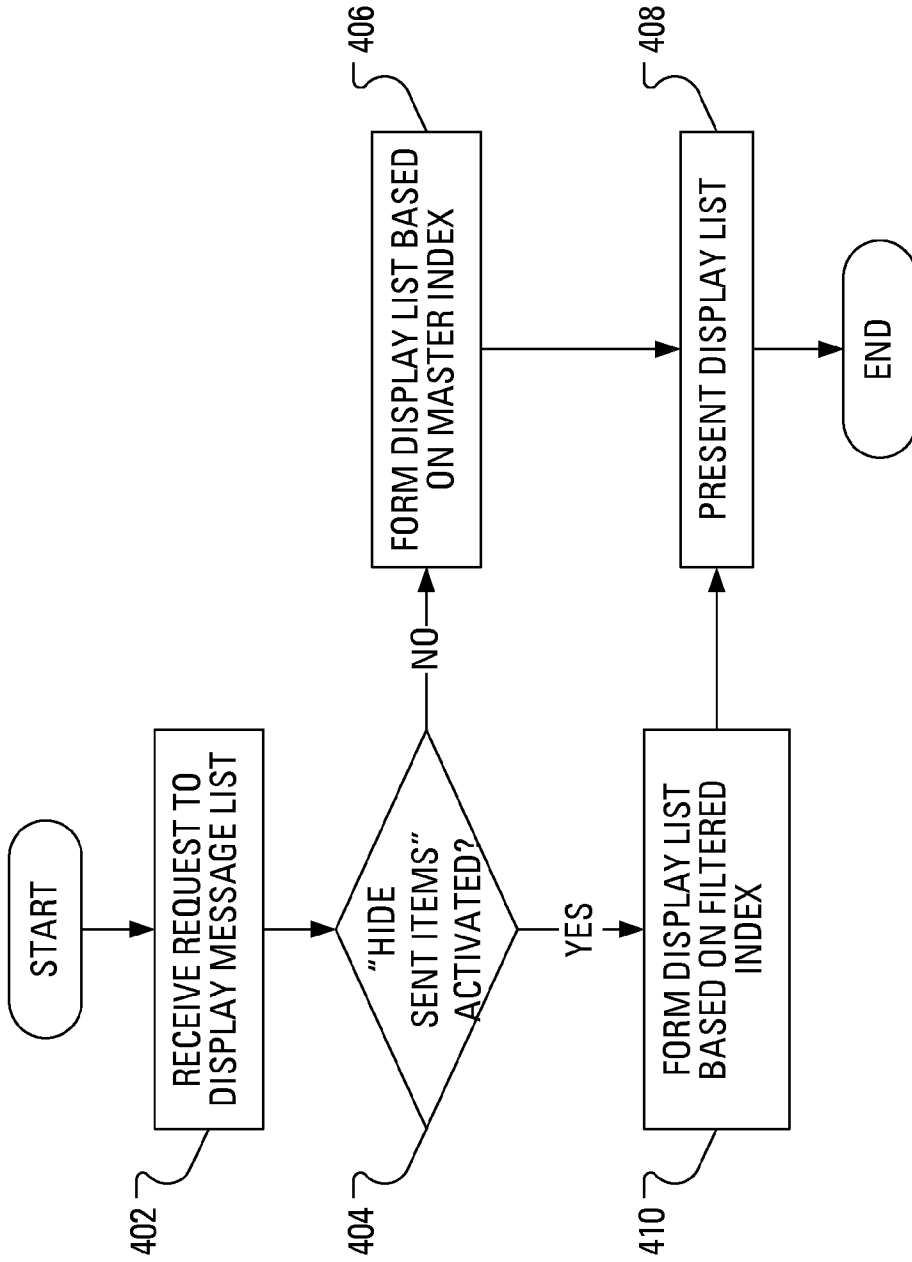 START
402
RECEIVE REQUEST TO
DISPLAY MESSAGE LIST
404
"HIDE
SENT ITEMS"
ACTIVATED?
NO
406
FORM DISPLAY LIST BASED
ON MASTER INDEX
YES
410
FORM DISPLAY LIST
BASED ON FILTERED
INDEX
408
PRESENT DISPLAY LIST
END